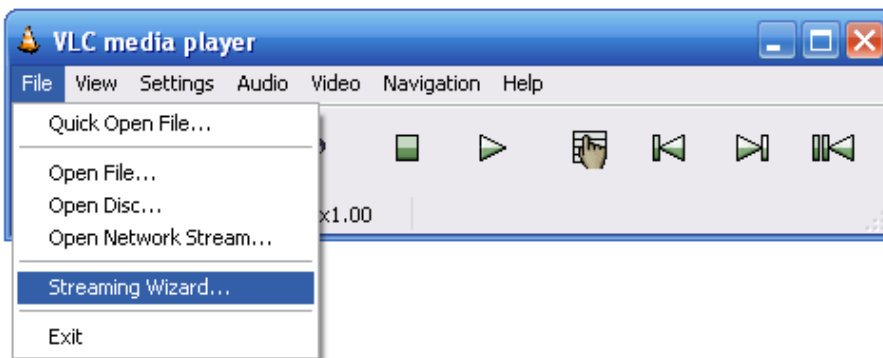 VLC media player
File View Settings Audio Video Navigation Help
Quick Open File...
Open File...
Open Disc...
x1.00
Open Network Stream...
Streaming Wizard...
Exit